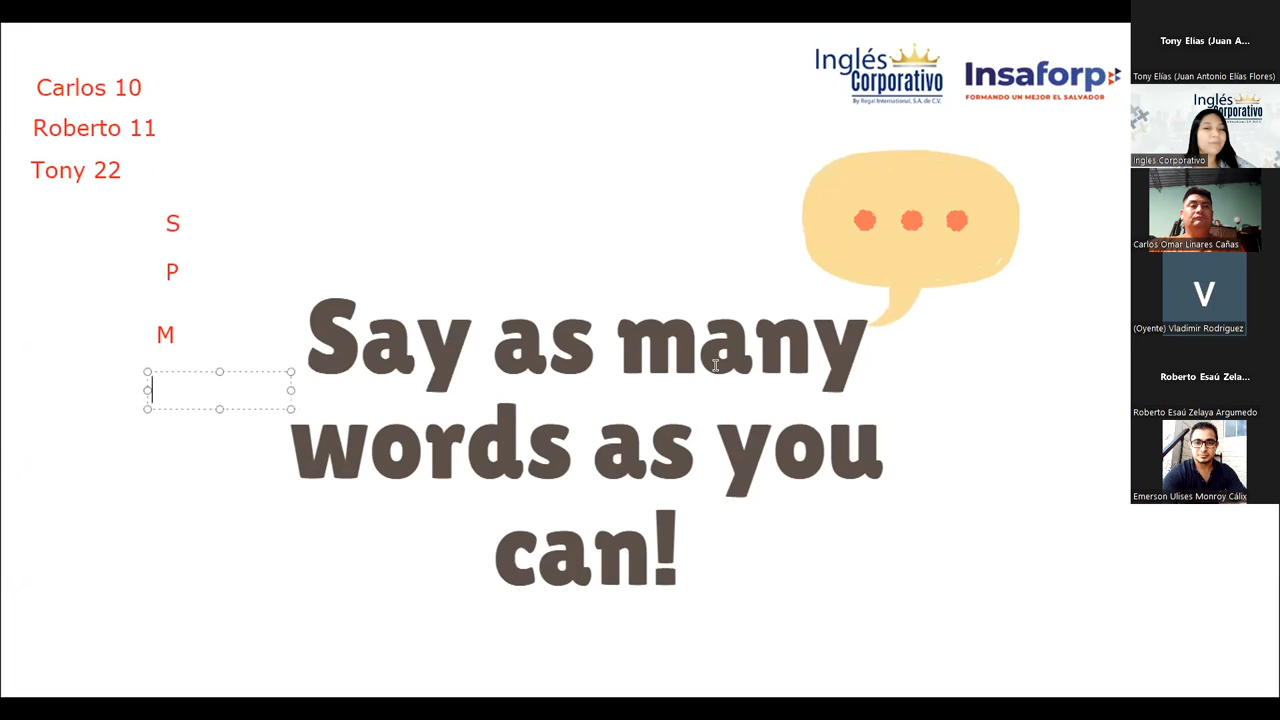 Carlos 10
Roberto 11
Tony 22
S
P
M
Inglés
Corporativo
By Regal International, S.A. de C.V.
Insaforp
FORMANDO UN MEJOR EL SALVADOR
Say as many
words as you
can!
Tony Elías (Juan A...
Tony Elías (Juan Antonio Elías Flores)
Inglés
Corporativo
Ingles Corporativo
Carlos Omar Linares Cañas
V
(Oyente) Vladimir Rodriguez
Roberto Esaú Zela...
Roberto Esaú Zelaya Argumedo
Emerson Ulises Monroy Cálix